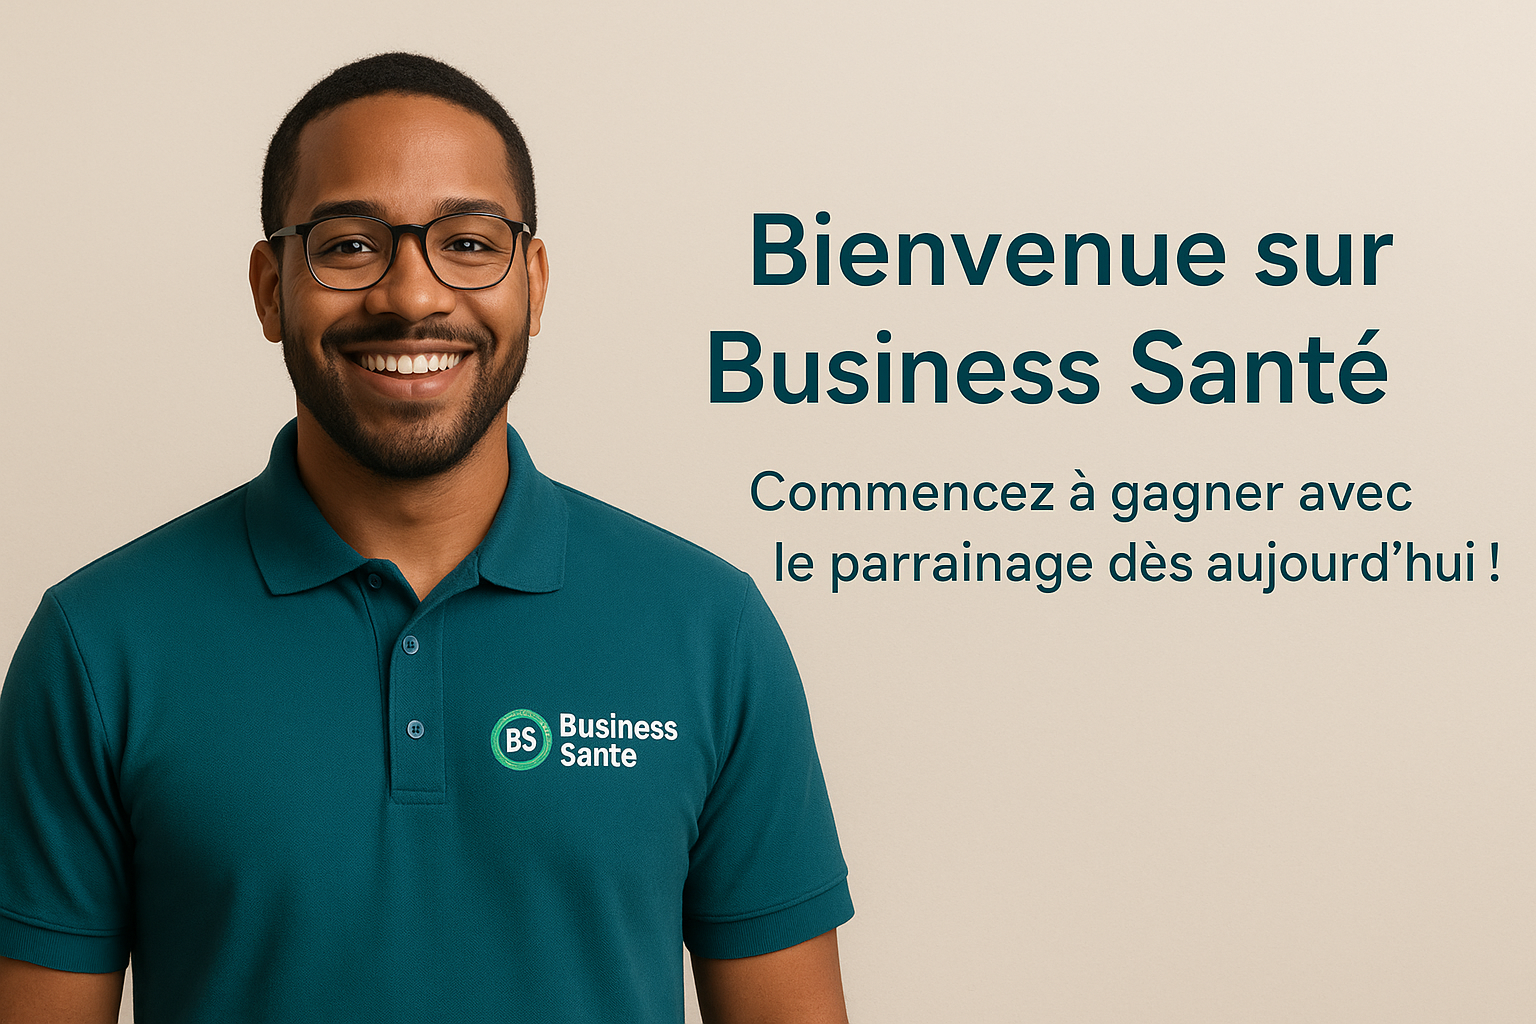 Bienvenue sur
Business Santé
Commencez à gagner avec
le parrainage dès aujourd’hui !
BS
Business
Sante